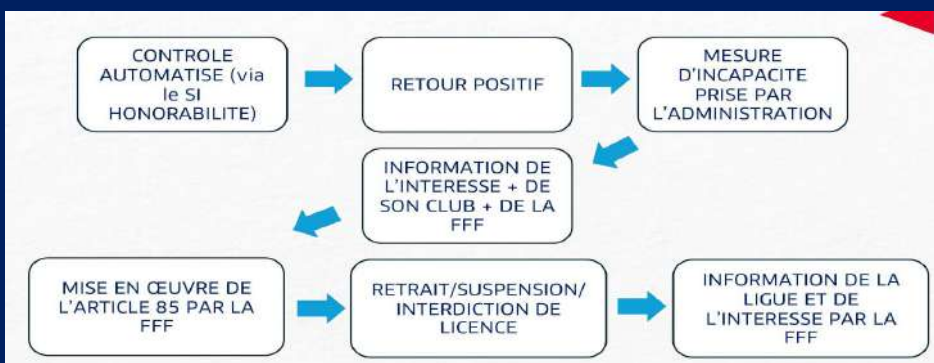 CONTROLE
AUTOMATISE (via
le SI
HONORABILITE)
RETOUR POSITIF
MESURE
D'INCAPACITE
PRISE PAR
L'ADMINISTRATION
INFORMATION DE
L'INTERESSE + DE
SON CLUB + DE LA
FFF
MISE EN ŒUVRE DE
L'ARTICLE 85 PAR LA
FFF
RETRAIT/SUSPENSION/
INTERDICTION DE
LICENCE
INFORMATION DE LA
LIGUE ET DE
L'INTERESSE PAR LA
FFF